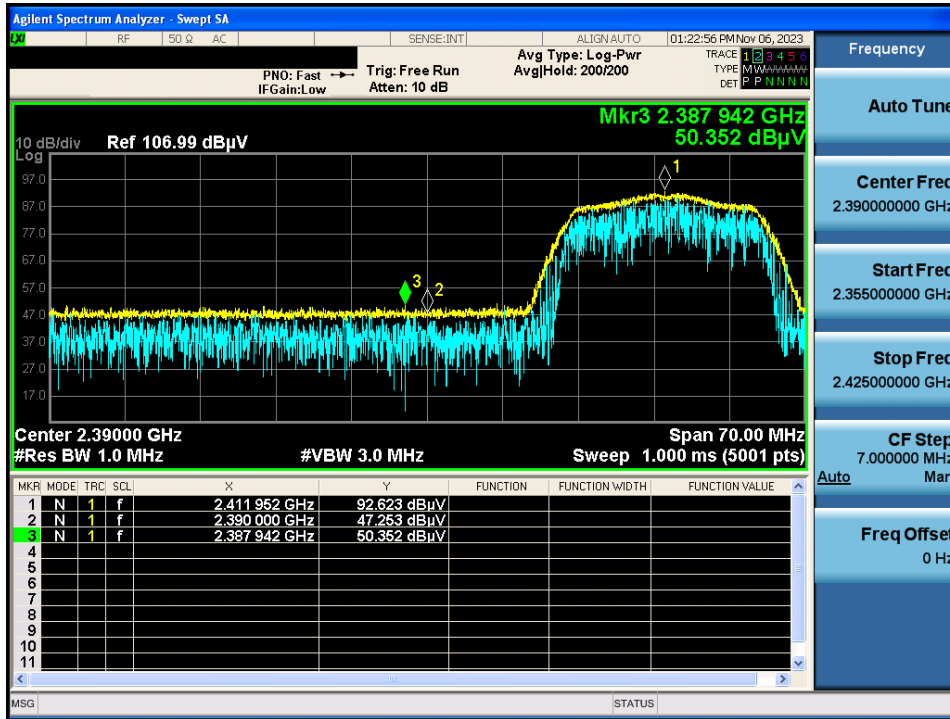 Agilent Spectrum Analyzer - Swept SA
LXI RF 50 Ω AC SENSE:INT ALIGNAUTO 01:22:56 PM Nov 06, 2023
PNO: Fast Trig: Free Run Avg Type: Log-Pwr TRACE 1 2 3 4 5 6
IFGain:Low Atten: 10 dB Avg|Hold: 200/200 TYPE M W W W W W
DET P P N N N N
Mkr3 2.387 942 GHz
50.352 dBµV
10 dB/div Ref 106.99 dBµV
Log
97.0
87.0
77.0
67.0
57.0
47.0
37.0
27.0
17.0
1
3
2
Center 2.39000 GHz Span 70.00 MHz
#Res BW 1.0 MHz #VBW 3.0 MHz Sweep 1.000 ms (5001 pts)
MKR MODE TRC SCL X Y FUNCTION FUNCTION WIDTH FUNCTION VALUE
1 N 1 f 2.411 952 GHz 92.623 dBµV
2 N 1 f 2.390 000 GHz 47.253 dBµV
3 N 1 f 2.387 942 GHz 50.352 dBµV
4
5
6
7
8
9
10
11
MSG STATUS
Frequency
Auto Tune
Center Freq
2.390000000 GHz
Start Freq
2.355000000 GHz
Stop Freq
2.425000000 GHz
CF Step
7.000000 MHz
Auto Man
Freq Offset
0 Hz